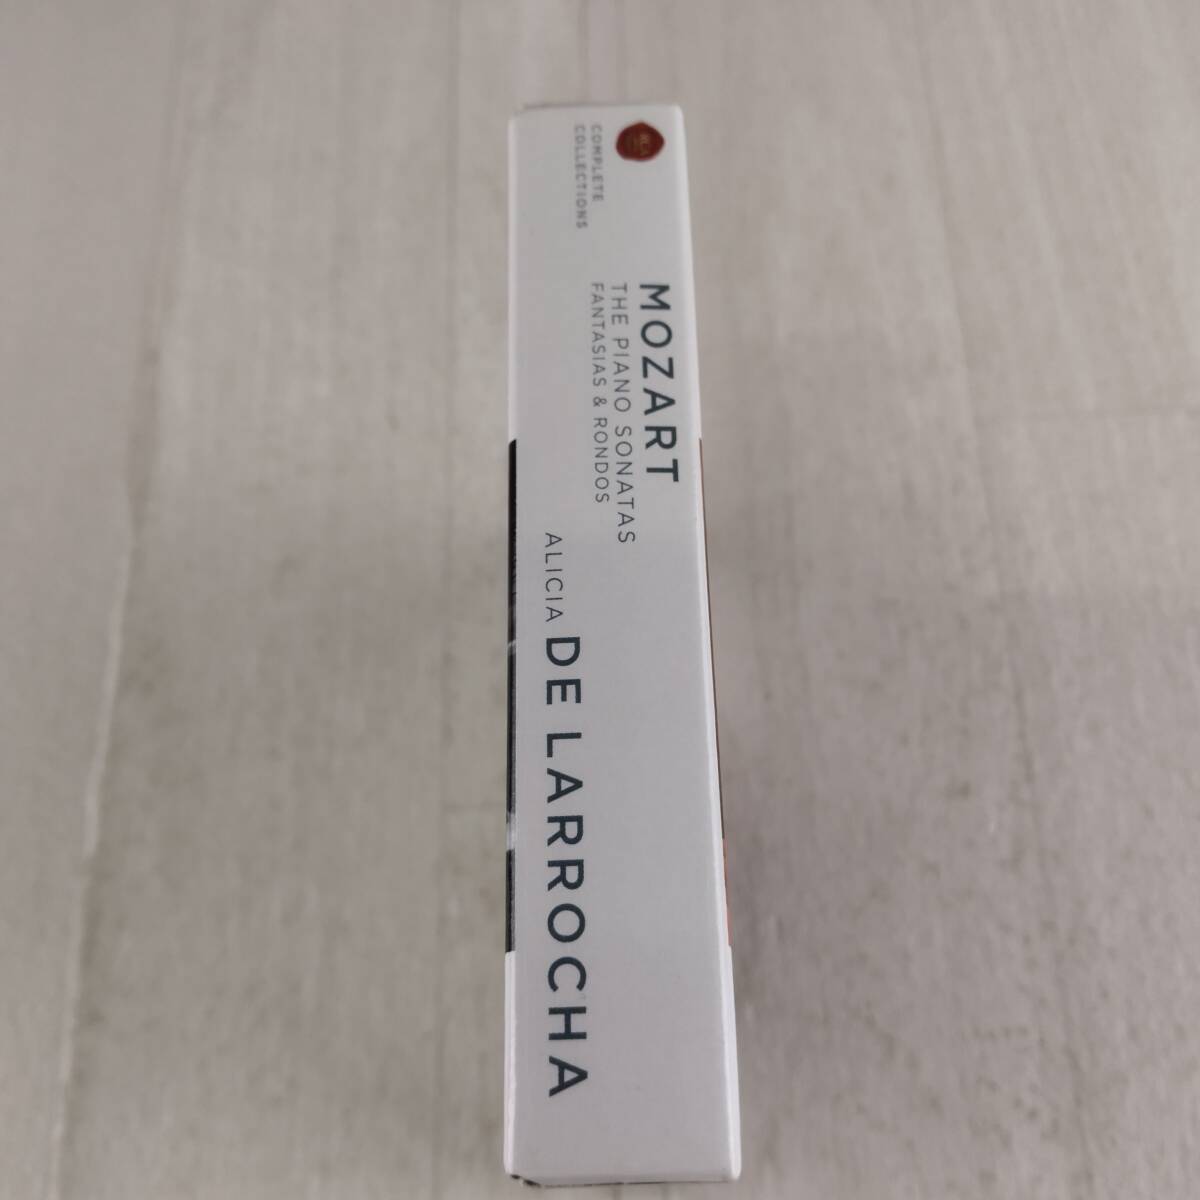 COMPLETE
COLLECTIONS
MOZART
THE PIANO SONATAS
FANTASIAS & RONDOS
ALICIA DE LARROCHA